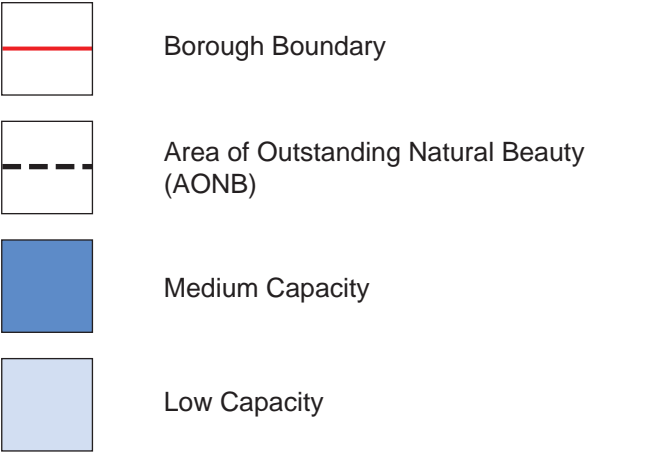 Borough Boundary
Area of Outstanding Natural Beauty
(AONB)
Medium Capacity
Low Capacity